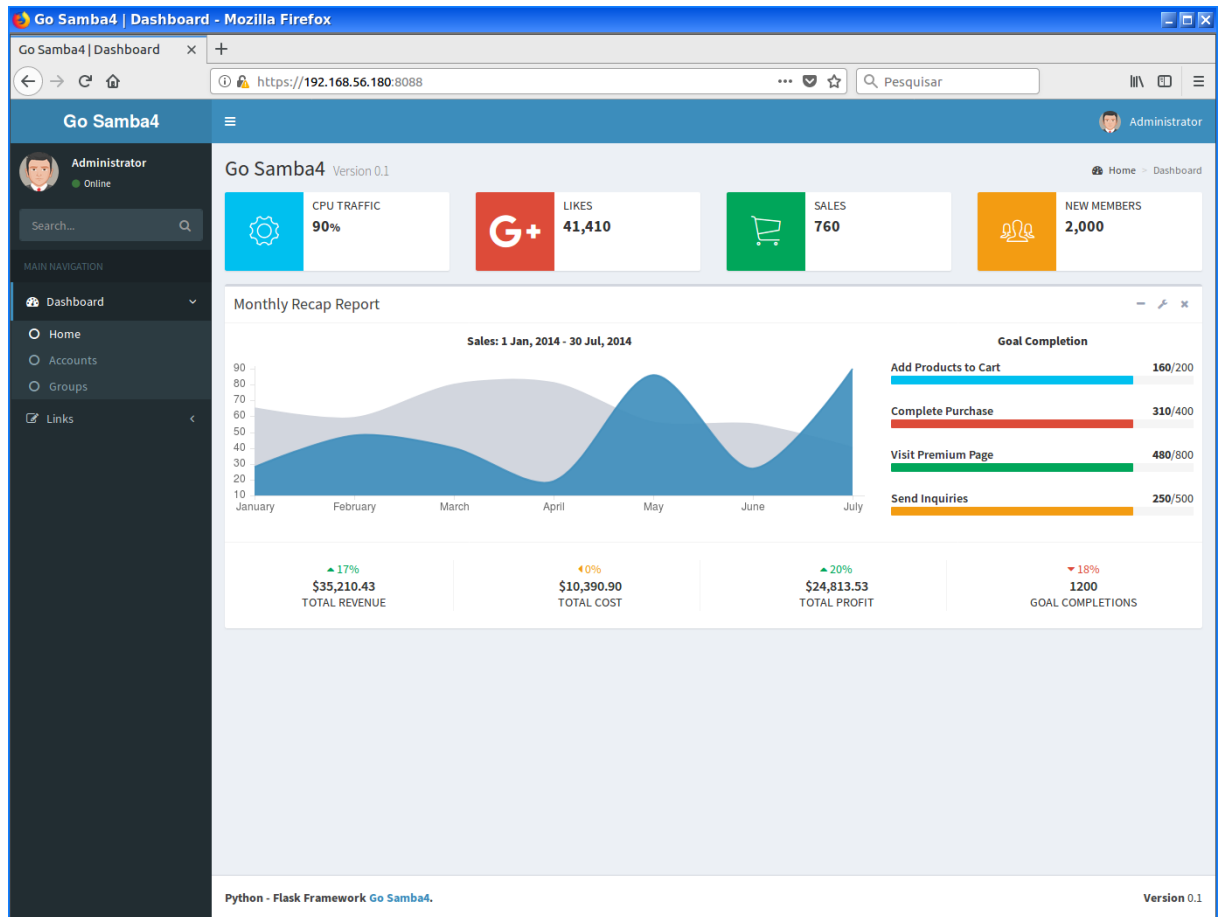 Go Samba4 | Dashboard - Mozilla Firefox
Go Samba4 | Dashboard
https://192.168.56.180:8088
Pesquisar
Go Samba4
Administrator
Administrator
Online
Search...
MAIN NAVIGATION
Dashboard
Home
Accounts
Groups
Links
Go Samba4 Version 0.1
Home > Dashboard
CPU TRAFFIC
90%
G+
LIKES
41,410
SALES
760
NEW MEMBERS
2,000
Monthly Recap Report
Sales: 1 Jan, 2014 - 30 Jul, 2014
90
80
70
60
50
40
30
20
10
January February March April May June July
Goal Completion
Add Products to Cart 160/200
Complete Purchase 310/400
Visit Premium Page 480/800
Send Inquiries 250/500
17%
$35,210.43
TOTAL REVENUE
0%
$10,390.90
TOTAL COST
20%
$24,813.53
TOTAL PROFIT
18%
1200
GOAL COMPLETIONS
Python - Flask Framework Go Samba4.
Version 0.1